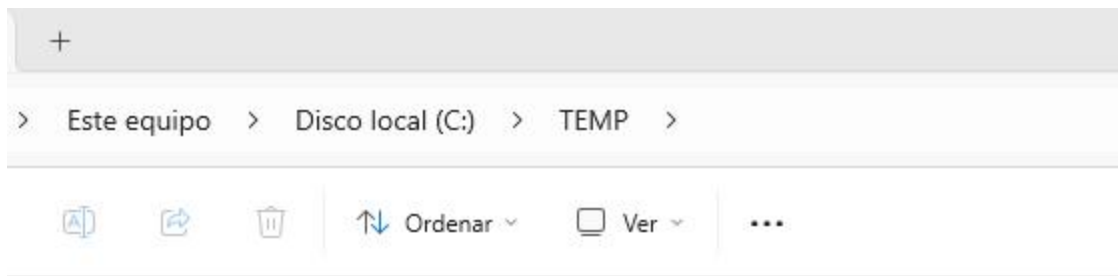 Este equipo > Disco local (C:) > TEMP >
Ordenar Ver ...